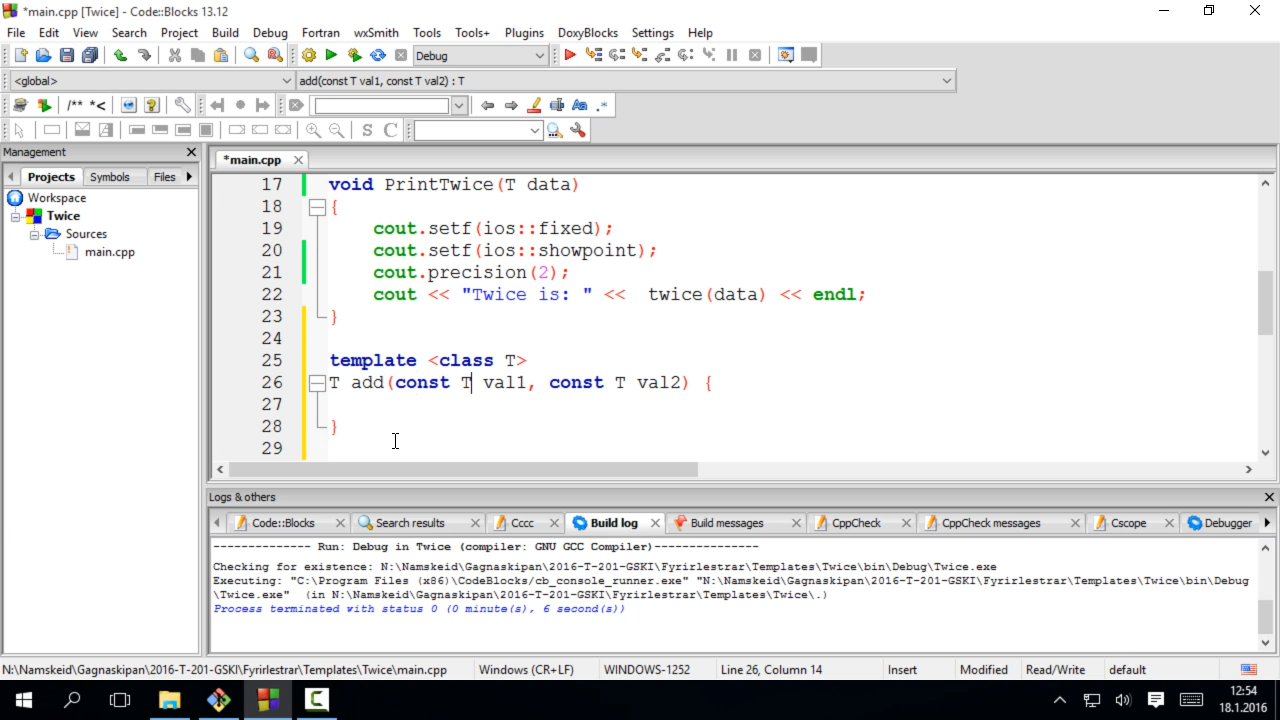 *main.cpp [Twice] - Code::Blocks 13.12
File Edit View Search Project Build Debug Fortran wxSmith Tools Tools+ Plugins DoxyBlocks Settings Help
Debug
<global> add(const T val1, const T val2) : T
/** *<
Aa .*
S C
Management
*main.cpp
Projects Symbols Files
Workspace
Twice
Sources
main.cpp
17 void PrintTwice(T data)
18 {
19 cout.setf(ios::fixed);
20 cout.setf(ios::showpoint);
21 cout.precision(2);
22 cout << "Twice is: " << twice(data) << endl;
23 }
24
25 template <class T>
26 T add(const T val1, const T val2) {
27
28 }
29
Logs & others
Code::Blocks Search results Cccc Build log Build messages CppCheck CppCheck messages Cscope Debugger
-------------- Run: Debug in Twice (compiler: GNU GCC Compiler)---------------
Checking for existence: N:\Namskeid\Gagnaskipan\2016-T-201-GSKI\Fyrirlestrar\Templates\Twice\bin\Debug\Twice.exe
Executing: "C:\Program Files (x86)\CodeBlocks/cb_console_runner.exe" "N:\Namskeid\Gagnaskipan\2016-T-201-GSKI\Fyrirlestrar\Templates\Twice\bin\Debug
\Twice.exe" (in N:\Namskeid\Gagnaskipan\2016-T-201-GSKI\Fyrirlestrar\Templates\Twice\.)
Process terminated with status 0 (0 minute(s), 6 second(s))
N:\Namskeid\Gagnaskipan\2016-T-201-GSKI\Fyrirlestrar\Templates\Twice\main.cpp Windows (CR+LF) WINDOWS-1252 Line 26, Column 14 Insert Modified Read/Write default
12:54
18.1.2016